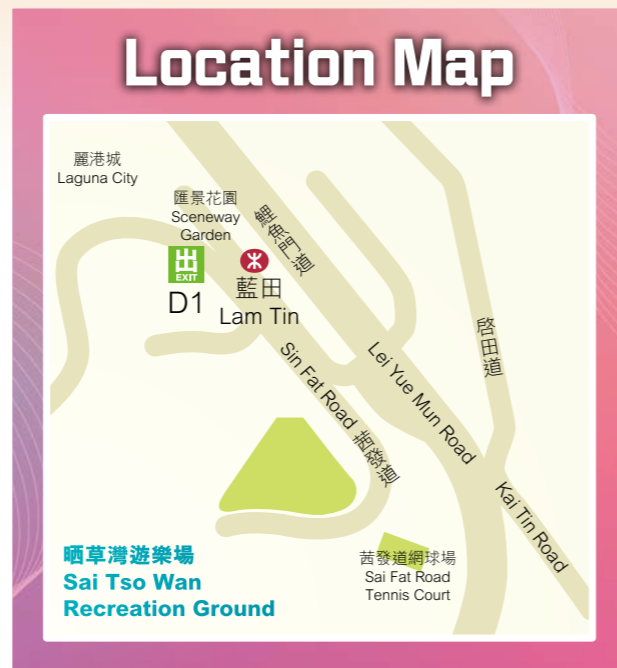 Location Map
麗港城
Laguna City
匯景花園
Sceneway
Garden
鯉魚門道
出
EXIT
D1
藍田
Lam Tin
啓田道
Lei Yue Mun Road
Sin Fat Road
茜發道
Kai Tin Road
晒草灣遊樂場
Sai Tso Wan
Recreation Ground
茜發道網球場
Sai Fat Road
Tennis Court